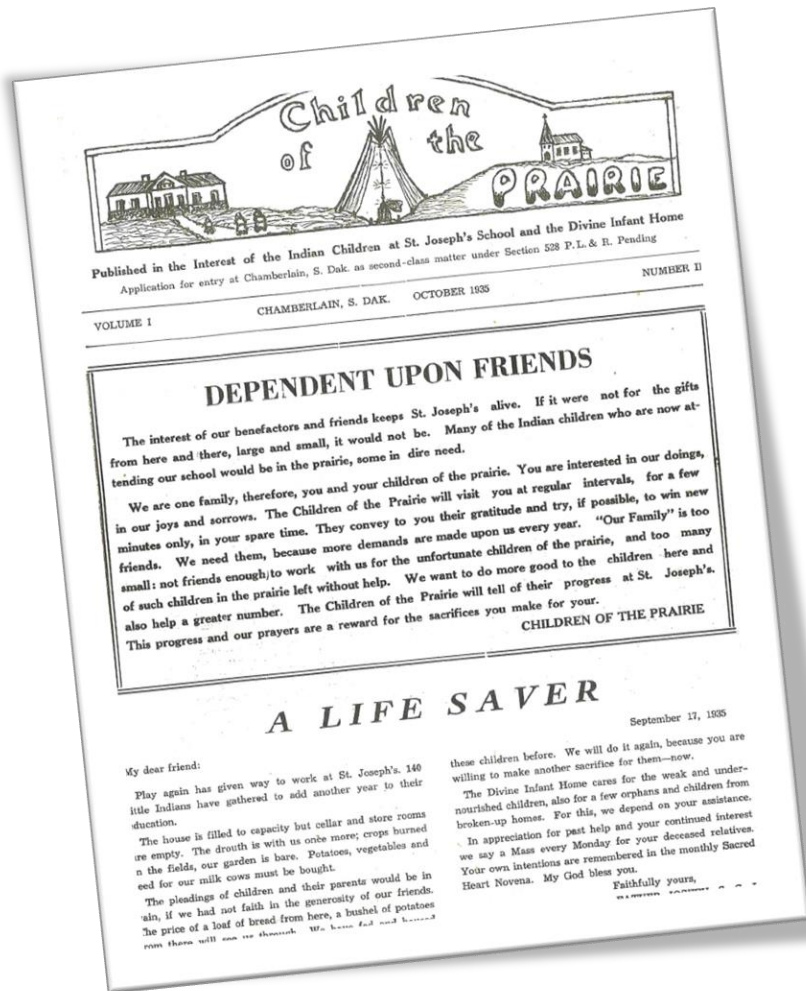 Children
of the
PRAIRIE
Published in the Interest of the Indian Children at St. Joseph's School and the Divine Infant Home
Application for entry at Chamberlain, S. Dak. as second-class matter under Section 528 P. L. & R. Pending
VOLUME I CHAMBERLAIN, S. DAK. OCTOBER 1935 NUMBER II
DEPENDENT UPON FRIENDS
The interest of our benefactors and friends keeps St. Joseph's alive. If it were not for the gifts
from here and there, large and small, it would not be. Many of the Indian children who are now at-
tending our school would be in the prairie, some in dire need.
We are one family, therefore, you and your children of the prairie. You are interested in our doings,
in our joys and sorrows. The Children of the Prairie will visit you at regular intervals, for a few
minutes only, in your spare time. They convey to you their gratitude and try, if possible, to win new
friends. We need them, because more demands are made upon us every year. "Our Family" is too
small: not friends enough to work with us for the unfortunate children of the prairie, and too many
of such children in the prairie left without help. We want to do more good to the children here and
also help a greater number. The Children of the Prairie will tell of their progress at St. Joseph's.
This progress and our prayers are a reward for the sacrifices you make for your.
CHILDREN OF THE PRAIRIE
A LIFE SAVER
September 17, 1935
My dear friend:
Play again has given way to work at St. Joseph's. 140
ittle Indians have gathered to add another year to their
education.
The house is filled to capacity but cellar and store rooms
are empty. The drouth is with us once more; crops burned
n the fields, our garden is bare. Potatoes, vegetables and
eed for our milk cows must be bought.
The pleadings of children and their parents would be in
ain, if we had not faith in the generosity of our friends.
The price of a loaf of bread from here, a bushel of potatoes
rom there will see us through. We have fed and housed
these children before. We will do it again, because you are
willing to make another sacrifice for them—now.
The Divine Infant Home cares for the weak and under-
nourished children, also for a few orphans and children from
broken-up homes. For this, we depend on your assistance.
In appreciation for past help and your continued interest
we say a Mass every Monday for your deceased relatives.
Your own intentions are remembered in the monthly Sacred
Heart Novena. My God bless you.
Faithfully yours,